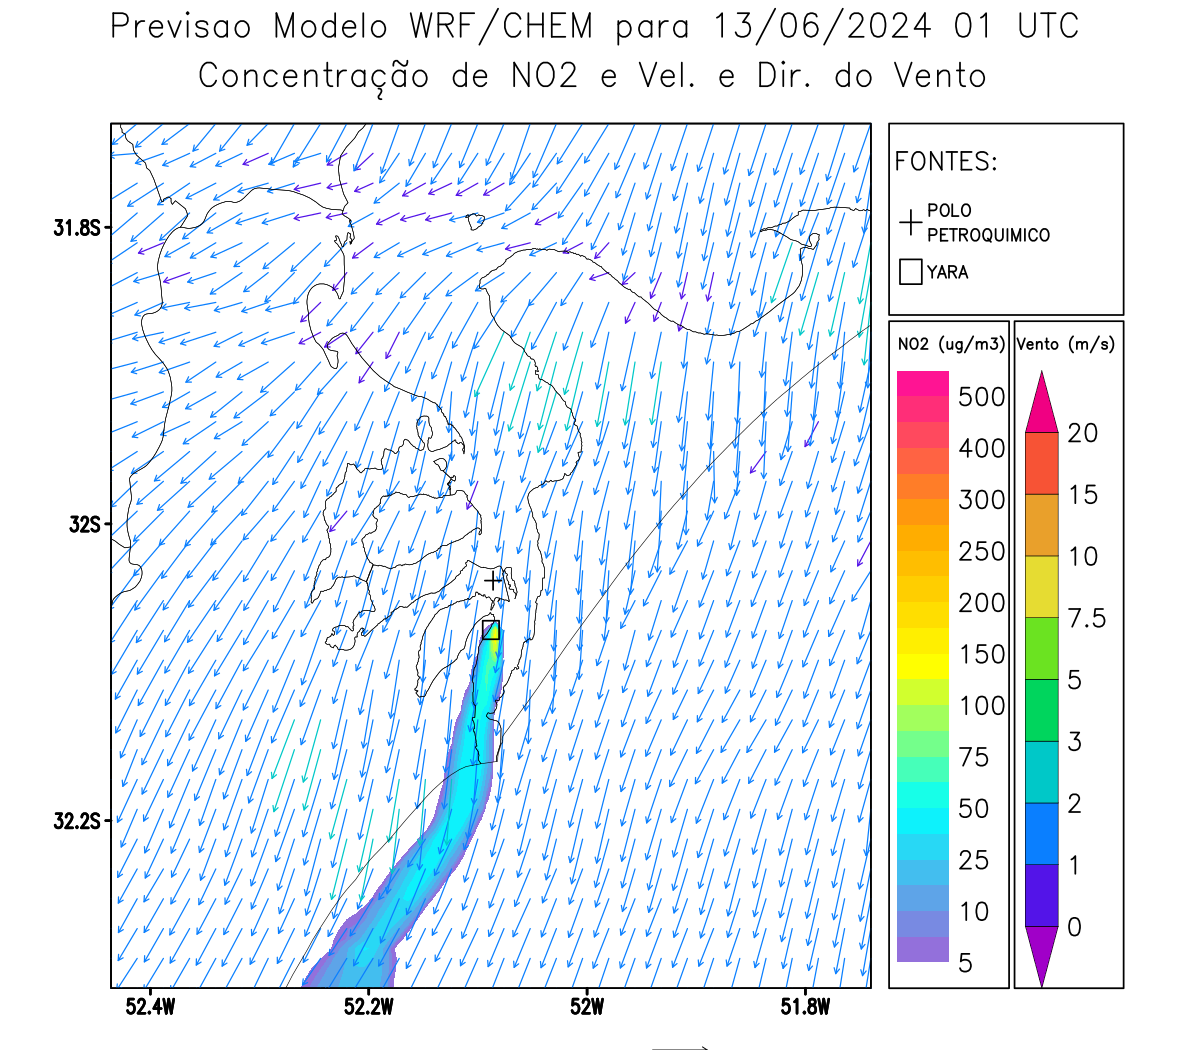 Previsao Modelo WRF/CHEM para 13/06/2024 01 UTC
Concentração de NO2 e Vel. e Dir. do Vento
FONTES:
POLO
PETROQUIMICO
YARA
NO2 (ug/m3)
500
400
300
250
200
150
100
75
50
25
10
5
Vento (m/s)
20
15
10
7.5
5
3
2
1
0
31.8S
32S
32.2S
52.4W
52.2W
52W
51.8W